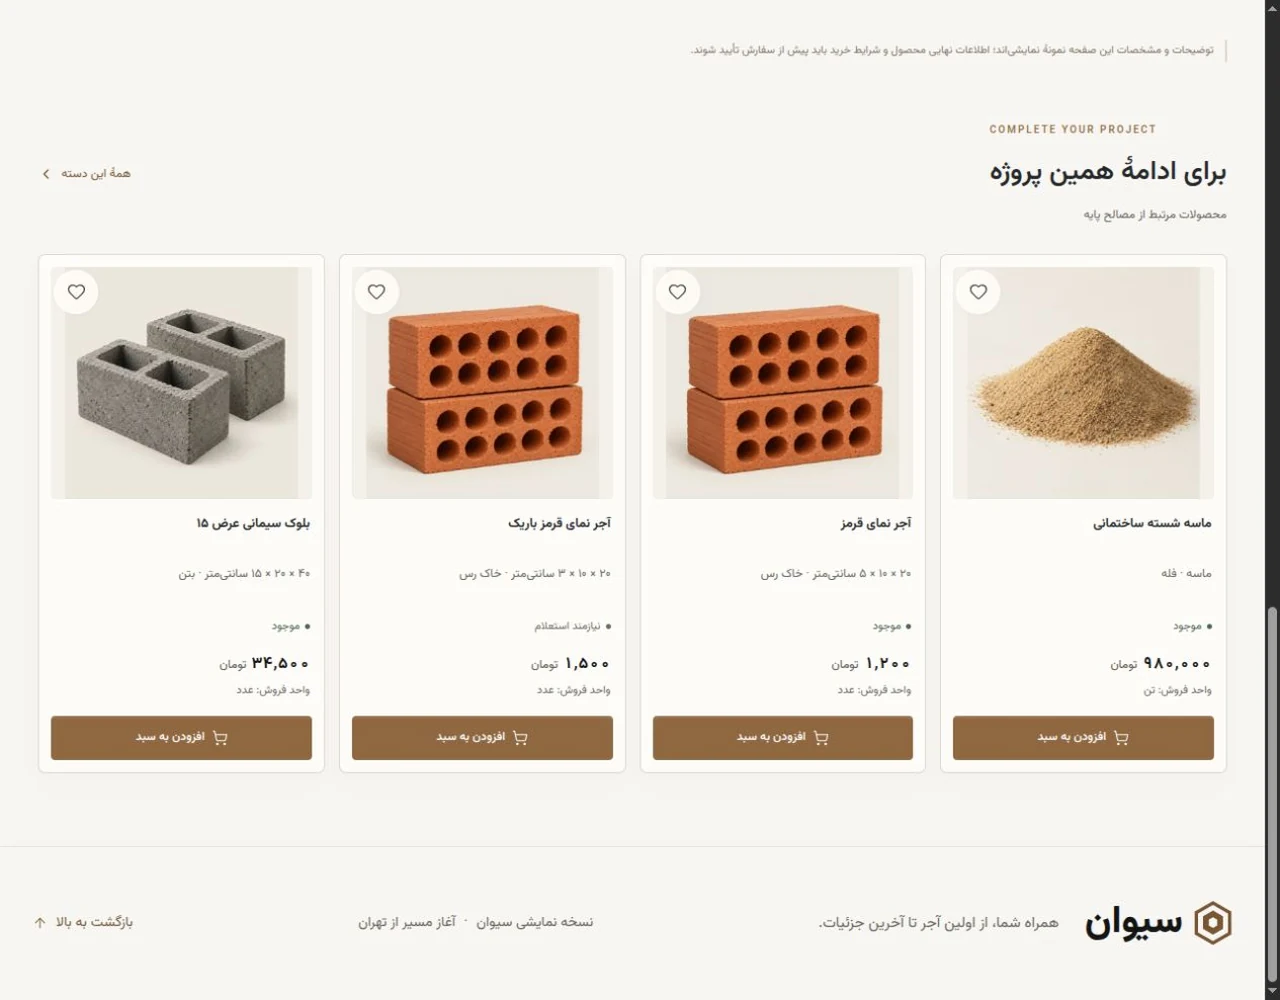 توضیحات و مشخصات این صفحه نمونهٔ نمایشی‌اند؛ اطلاعات نهایی محصول و شرایط خرید باید پیش از سفارش تأیید شوند.
COMPLETE YOUR PROJECT
برای ادامهٔ همین پروژه
همهٔ این دسته
محصولات مرتبط از مصالح پایه
ماسه شسته ساختمانی
ماسه · فله
موجود
۹۸۰,۰۰۰ تومان
واحد فروش: تن
افزودن به سبد
آجر نمای قرمز
۲۰ × ۱۰ × ۵ سانتی‌متر · خاک رس
موجود
۱,۲۰۰ تومان
واحد فروش: عدد
افزودن به سبد
آجر نمای قرمز باریک
۲۰ × ۱۰ × ۳ سانتی‌متر · خاک رس
نیازمند استعلام
۱,۵۰۰ تومان
واحد فروش: عدد
افزودن به سبد
بلوک سیمانی عرض ۱۵
۴۰ × ۲۰ × ۱۵ سانتی‌متر · بتن
موجود
۳۴,۵۰۰ تومان
واحد فروش: عدد
افزودن به سبد
سیوان
همراه شما، از اولین آجر تا آخرین جزئیات.
نسخه نمایشی سیوان · آغاز مسیر از تهران
بازگشت به بالا